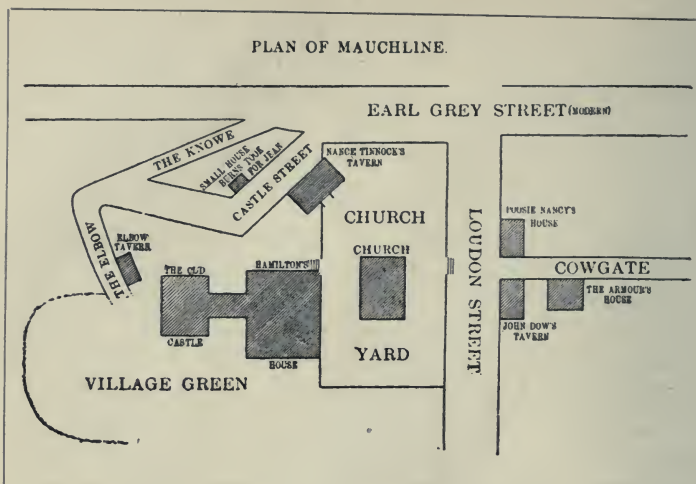 PLAN OF MAUCHLINE.
EARL GREY STREET (MODERN)
THE KNOWE
SMALL HOUSE
BURNS TOOK
FOR JEAN
CASTLE STREET
NANCE TINNOCK'S
TAVERN
THE ELBOW
ELBOW
TAVERN
CHURCH
CHURCH
YARD
THE OLD
CASTLE
HAMILTON'S
HOUSE
VILLAGE GREEN
LOUDON STREET
POOSIE NANCY'S
HOUSE
COWGATE
THE ARMOUR'S
HOUSE
JOHN DOW'S
TAVERN